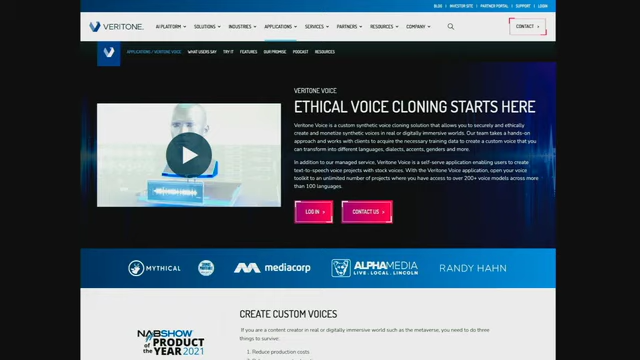 BLOG | INVESTOR SITE | PARTNER PORTAL | SUPPORT | LOGIN
VERITONE. AI PLATFORM SOLUTIONS INDUSTRIES APPLICATIONS SERVICES PARTNERS RESOURCES COMPANY CONTACT >
APPLICATIONS / VERITONE VOICE WHAT USERS SAY TRY IT FEATURES OUR PROMISE PODCAST RESOURCES
VERITONE VOICE
ETHICAL VOICE CLONING STARTS HERE
Veritone Voice is a custom synthetic voice cloning solution that allows you to securely and ethically
create and monetize synthetic voices in real or digitally immersive worlds. Our team takes a hands-on
approach and works with clients to acquire the necessary training data to create a custom voice that you
can transform into different languages, dialects, accents, genders and more.
In addition to our managed service, Veritone Voice is a self-serve application enabling users to create
text-to-speech voice projects with stock voices. With the Veritone Voice application, open your voice
toolkit to an unlimited number of projects where you have access to over 200+ voice models across more
than 100 languages.
LOG IN > CONTACT US >
MYTHICAL mediacorp ALPHAMEDIA RANDY HAHN
LIVE. LOCAL. LINCOLN
CREATE CUSTOM VOICES
If you are a content creator in real or digitally immersive world such as the metaverse, you need to do three
things to survive:
1. Reduce production costs
NABSHOW
PRODUCT
of the YEAR 2021